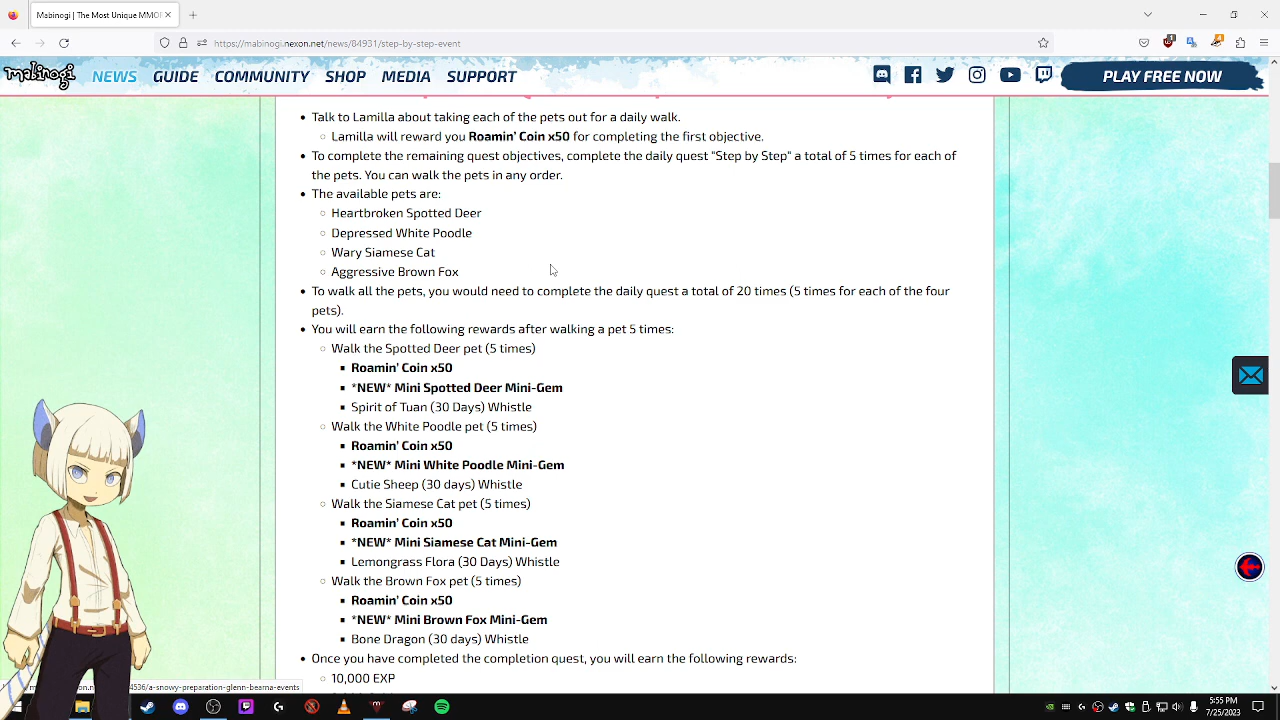 Mabinogi | The Most Unique MMOF
https://mabinogi.nexon.net/news/84931/step-by-step-event
mabinogi NEWS GUIDE COMMUNITY SHOP MEDIA SUPPORT PLAY FREE NOW
Talk to Lamilla about taking each of the pets out for a daily walk.
Lamilla will reward you Roamin' Coin x50 for completing the first objective.
To complete the remaining quest objectives, complete the daily quest "Step by Step" a total of 5 times for each of
the pets. You can walk the pets in any order.
The available pets are:
Heartbroken Spotted Deer
Depressed White Poodle
Wary Siamese Cat
Aggressive Brown Fox
To walk all the pets, you would need to complete the daily quest a total of 20 times (5 times for each of the four
pets).
You will earn the following rewards after walking a pet 5 times:
Walk the Spotted Deer pet (5 times)
Roamin' Coin x50
*NEW* Mini Spotted Deer Mini-Gem
Spirit of Tuan (30 Days) Whistle
Walk the White Poodle pet (5 times)
Roamin' Coin x50
*NEW* Mini White Poodle Mini-Gem
Cutie Sheep (30 days) Whistle
Walk the Siamese Cat pet (5 times)
Roamin' Coin x50
*NEW* Mini Siamese Cat Mini-Gem
Lemongrass Flora (30 Days) Whistle
Walk the Brown Fox pet (5 times)
Roamin' Coin x50
*NEW* Mini Brown Fox Mini-Gem
Bone Dragon (30 days) Whistle
Once you have completed the completion quest, you will earn the following rewards:
10,000 EXP
4536/a-snowy-preparation-glenn-bearna-events
5:55 PM
7/25/2023